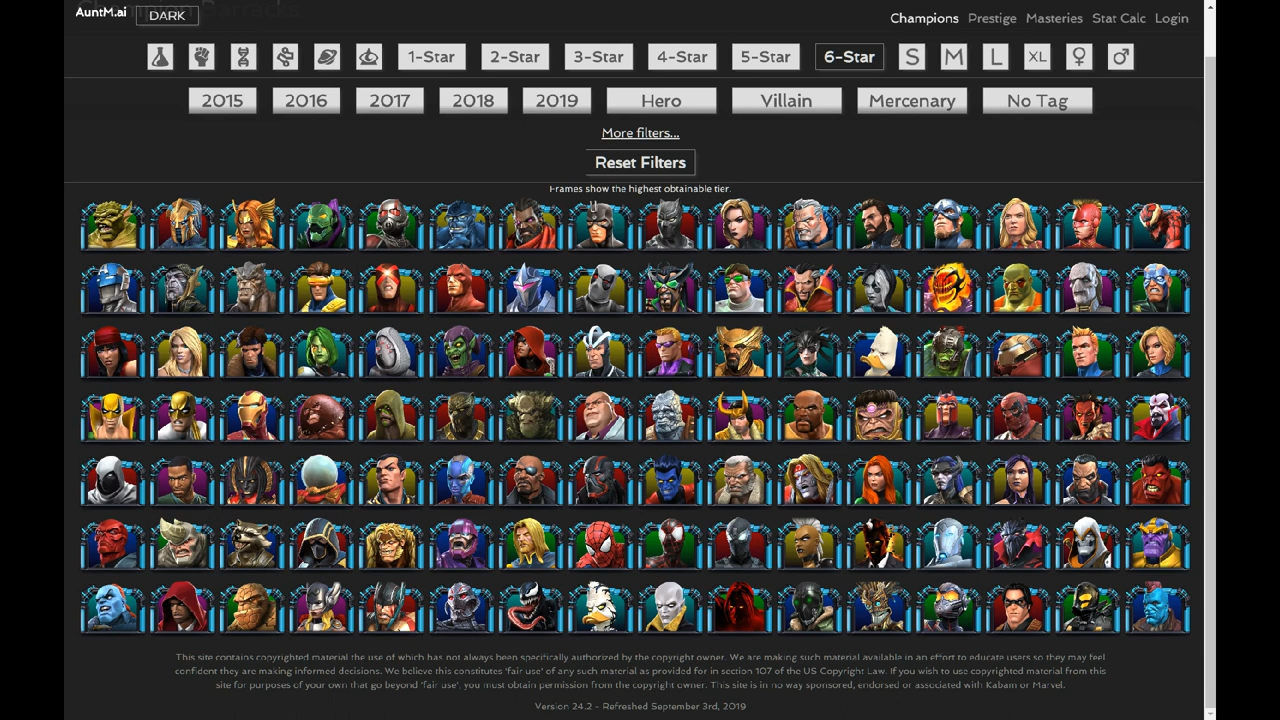 Champion Barracks
AuntM.ai DARK Champions Prestige Masteries Stat Calc Login
1-Star 2-Star 3-Star 4-Star 5-Star 6-Star S M L XL ♀ ♂
2015 2016 2017 2018 2019 Hero Villain Mercenary No Tag
More filters...
Reset Filters
Frames show the highest obtainable tier.
This site contains copyrighted material the use of which has not always been specifically authorized by the copyright owner. We are making such material available in an effort to educate users so they may feel
confident they are making informed decisions. We believe this constitutes 'fair use' of any such material as provided for in section 107 of the US Copyright Law. If you wish to use copyrighted material from this
site for purposes of your own that go beyond 'fair use', you must obtain permission from the copyright owner. This site is in no way sponsored, endorsed or associated with Kabam or Marvel.
Version 24.2 - Refreshed September 3rd, 2019